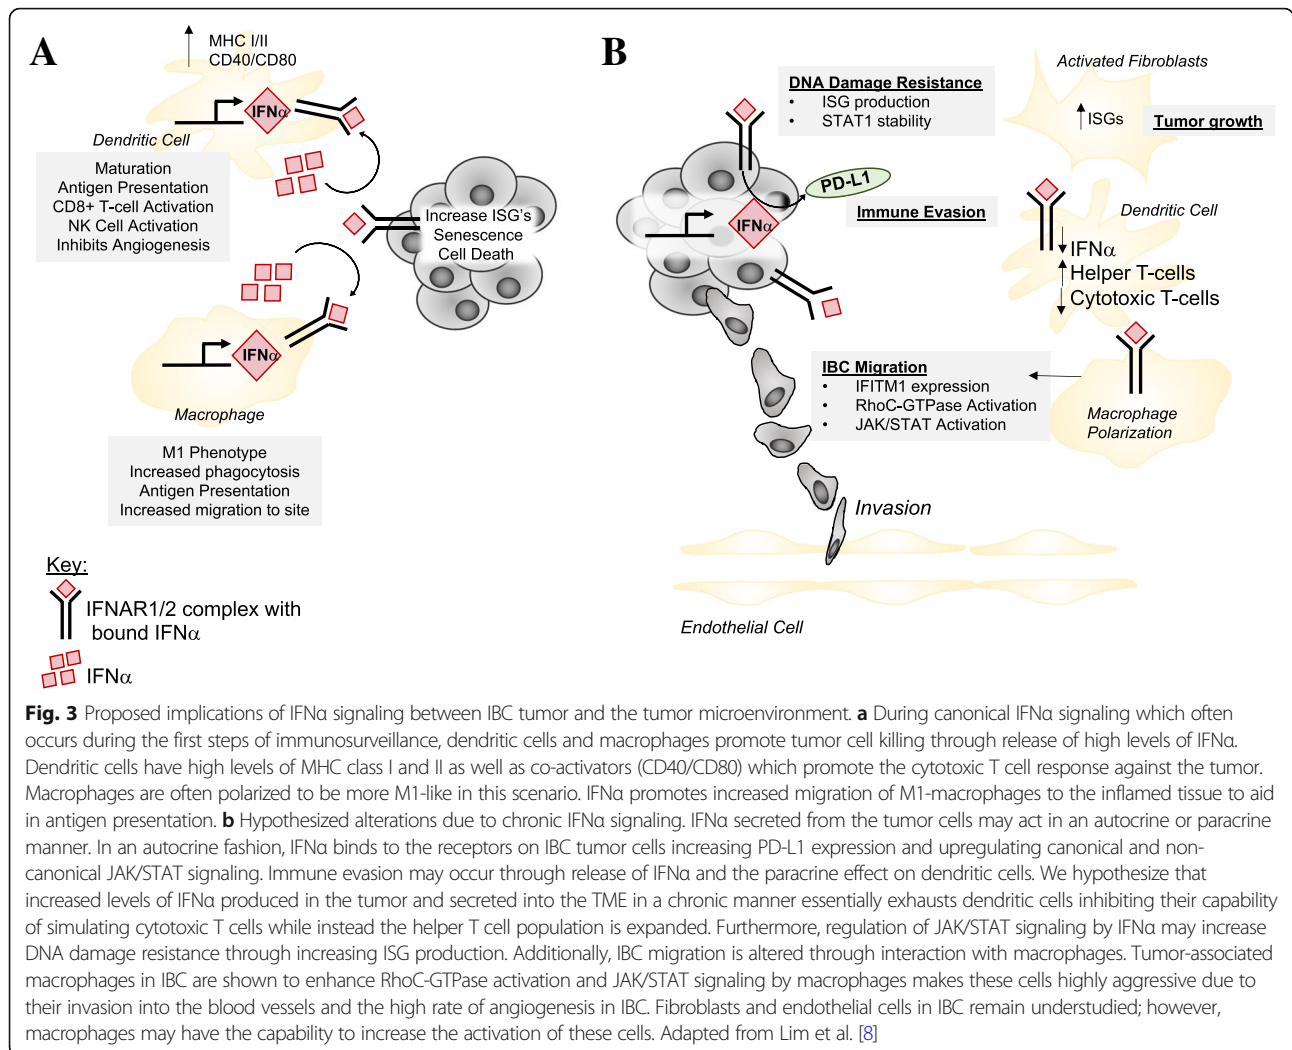 A
MHC I/II
CD40/CD80
IFNα
Dendritic Cell
Maturation
Antigen Presentation
CD8+ T-cell Activation
NK Cell Activation
Inhibits Angiogenesis
Increase ISG's
Senescence
Cell Death
IFNα
Macrophage
M1 Phenotype
Increased phagocytosis
Antigen Presentation
Increased migration to site
Key:
IFNAR1/2 complex with
bound IFNα
IFNα
B
DNA Damage Resistance
• ISG production
• STAT1 stability
PD-L1
Immune Evasion
IFNα
Activated Fibroblasts
↑ISGs
Tumor growth
Dendritic Cell
↓IFNα
↑Helper T-cells
↓Cytotoxic T-cells
IBC Migration
• IFITM1 expression
• RhoC-GTPase Activation
• JAK/STAT Activation
Macrophage
Polarization
Invasion
Endothelial Cell
Fig. 3 Proposed implications of IFNα signaling between IBC tumor and the tumor microenvironment. a During canonical IFNα signaling which often
occurs during the first steps of immunosurveillance, dendritic cells and macrophages promote tumor cell killing through release of high levels of IFNα.
Dendritic cells have high levels of MHC class I and II as well as co-activators (CD40/CD80) which promote the cytotoxic T cell response against the tumor.
Macrophages are often polarized to be more M1-like in this scenario. IFNα promotes increased migration of M1-macrophages to the inflamed tissue to aid
in antigen presentation. b Hypothesized alterations due to chronic IFNα signaling. IFNα secreted from the tumor cells may act in an autocrine or paracrine
manner. In an autocrine fashion, IFNα binds to the receptors on IBC tumor cells increasing PD-L1 expression and upregulating canonical and non-
canonical JAK/STAT signaling. Immune evasion may occur through release of IFNα and the paracrine effect on dendritic cells. We hypothesize that
increased levels of IFNα produced in the tumor and secreted into the TME in a chronic manner essentially exhausts dendritic cells inhibiting their capability
of simulating cytotoxic T cells while instead the helper T cell population is expanded. Furthermore, regulation of JAK/STAT signaling by IFNα may increase
DNA damage resistance through increasing ISG production. Additionally, IBC migration is altered through interaction with macrophages. Tumor-associated
macrophages in IBC are shown to enhance RhoC-GTPase activation and JAK/STAT signaling by macrophages makes these cells highly aggressive due to
their invasion into the blood vessels and the high rate of angiogenesis in IBC. Fibroblasts and endothelial cells in IBC remain understudied; however,
macrophages may have the capability to increase the activation of these cells. Adapted from Lim et al. [8]